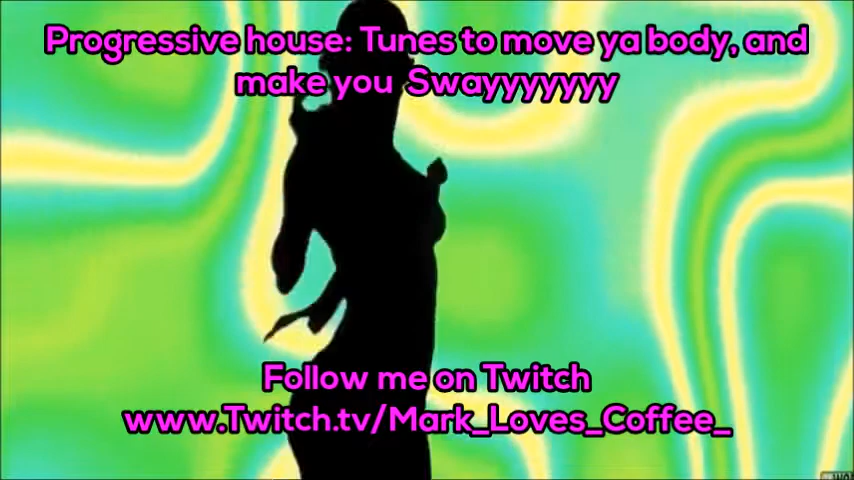 Progressive house: Tunes to move ya body, and
make you Swayyyyyyy
Follow me on Twitch
www.Twitch.tv/Mark_Loves_Coffee_